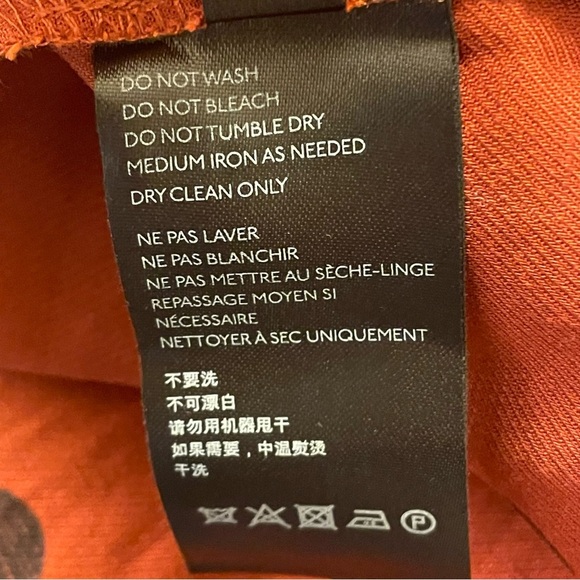 DO NOT WASH
DO NOT BLEACH
DO NOT TUMBLE DRY
MEDIUM IRON AS NEEDED
DRY CLEAN ONLY
NE PAS LAVER
NE PAS BLANCHIR
NE PAS METTRE AU SÈCHE-LINGE
REPASSAGE MOYEN SI
NÉCESSAIRE
NETTOYER À SEC UNIQUEMENT
不要洗
不可漂白
请勿用机器甩干
如果需要，中温熨烫
干洗
P